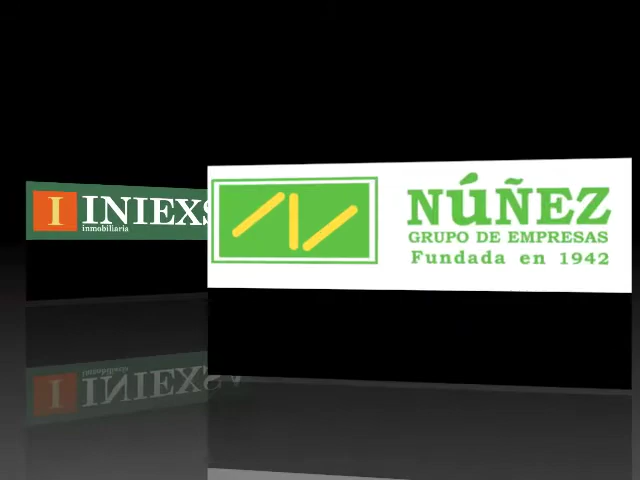 I INIEXS
inmobiliaria
NÚÑEZ
GRUPO DE EMPRESAS
Fundada en 1942